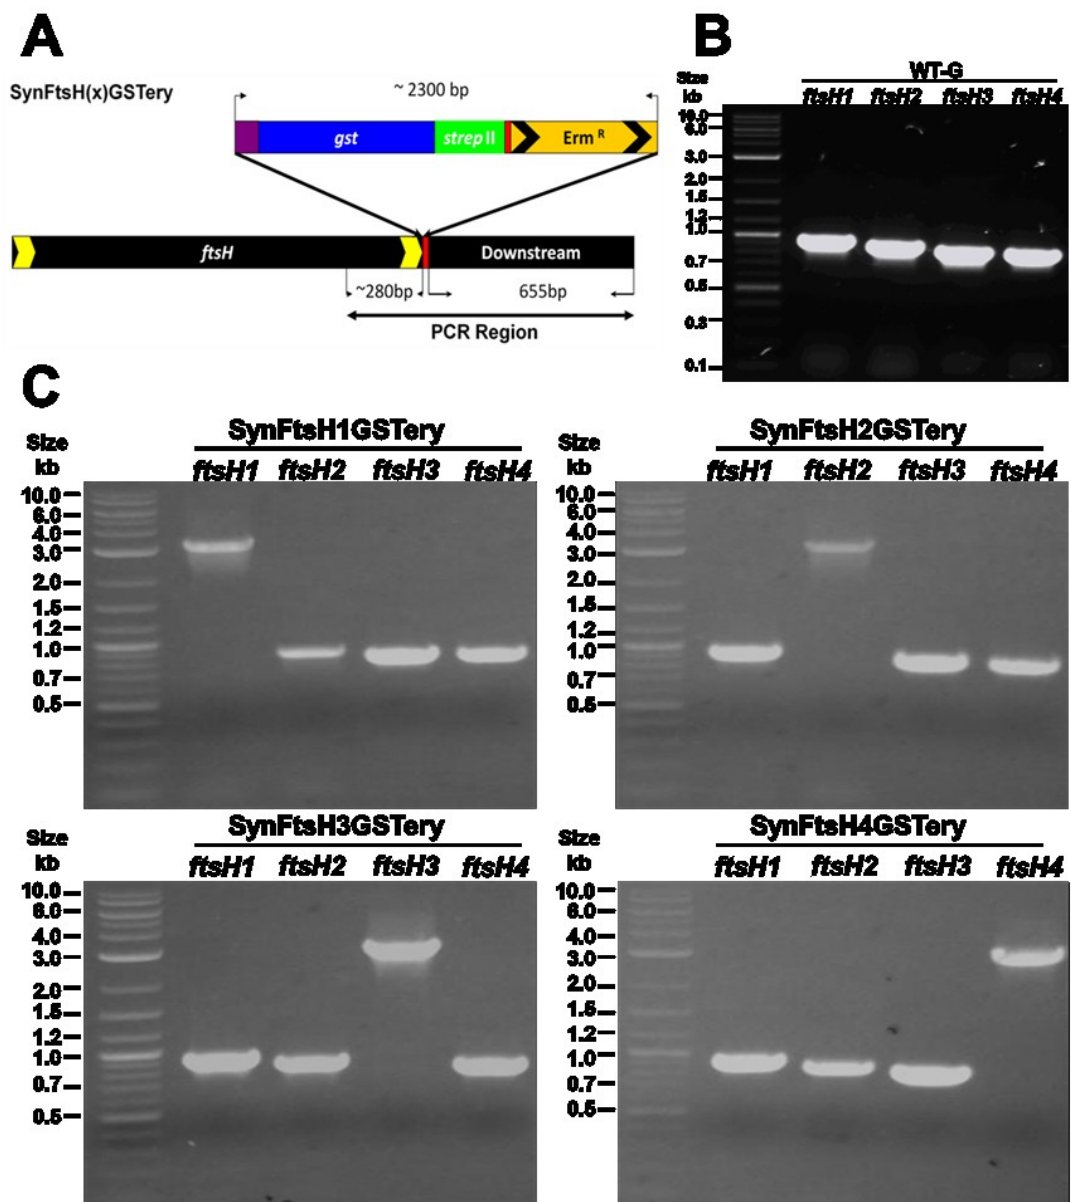 A
SynFtsH(x)GSTery
~ 2300 bp
gst
strep II
Erm R
ftsH
Downstream
~280bp
655bp
PCR Region
B
WT-G
Size
kb
ftsH1 ftsH2 ftsH3 ftsH4
10.0
6.0
3.0
2.0
1.5
1.2
1.0
0.7
0.5
0.3
0.1
C
SynFtsH1GSTery
Size
kb
ftsH1 ftsH2 ftsH3 ftsH4
10.0
6.0
4.0
3.0
2.0
1.5
1.2
1.0
0.7
0.5
SynFtsH2GSTery
Size
kb
ftsH1 ftsH2 ftsH3 ftsH4
10.0
6.0
4.0
3.0
2.0
1.5
1.2
1.0
0.7
0.5
SynFtsH3GSTery
Size
kb
ftsH1 ftsH2 ftsH3 ftsH4
10.0
6.0
4.0
3.0
2.0
1.5
1.2
1.0
0.7
0.5
SynFtsH4GSTery
Size
kb
ftsH1 ftsH2 ftsH3 ftsH4
10.0
6.0
4.0
3.0
2.0
1.5
1.2
1.0
0.7
0.5